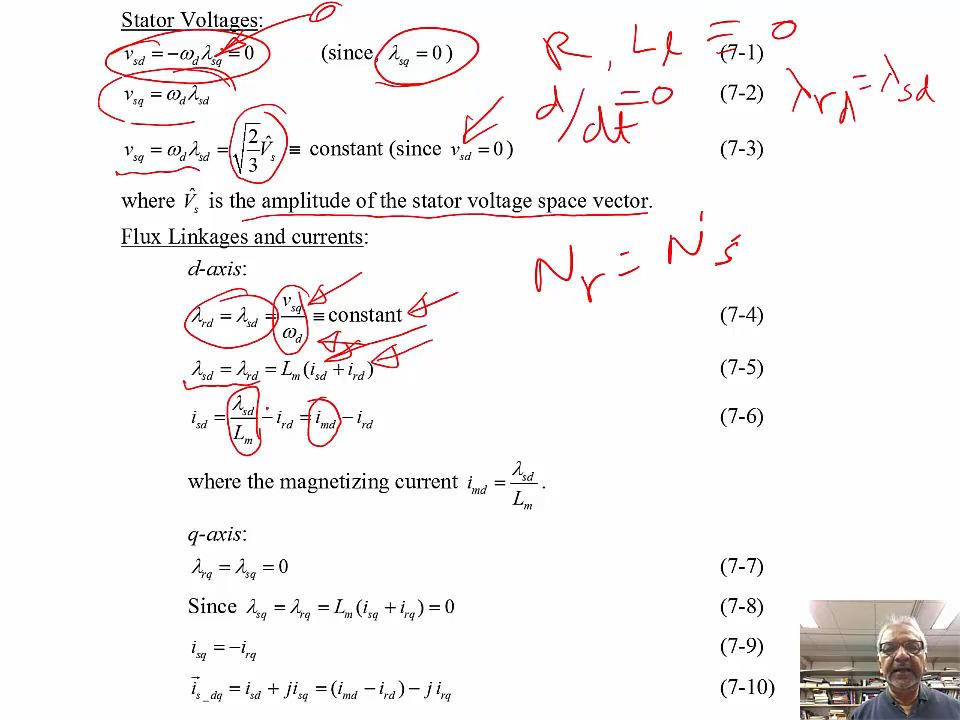 Stator Voltages: 0
v_sd = −ω_d λ_sq = 0 (since λ_sq = 0) (7-1)
R, L_l = 0
v_sq = ω_d λ_sd (7-2)
d/dt = 0
λ_rd = λ_sd
v_sq = ω_d λ_sd = √(2/3) V̂_s ≡ constant (since v_sd = 0) (7-3)
where V̂_s is the amplitude of the stator voltage space vector.
Flux Linkages and currents:
N_r = N_s
d-axis:
λ_rd = λ_sd = v_sq/ω_d ≡ constant (7-4)
λ_sd = λ_rd = L_m(i_sd + i_rd) (7-5)
i_sd = λ_sd/L_m − i_rd = i_md − i_rd (7-6)
where the magnetizing current i_md = λ_sd/L_m.
q-axis:
λ_rq = λ_sq = 0 (7-7)
Since λ_sq = λ_rq = L_m(i_sq + i_rq) = 0 (7-8)
i_sq = −i_rq (7-9)
i⃗_s_dq = i_sd + ji_sq = (i_md − i_rd) − j i_rq (7-10)